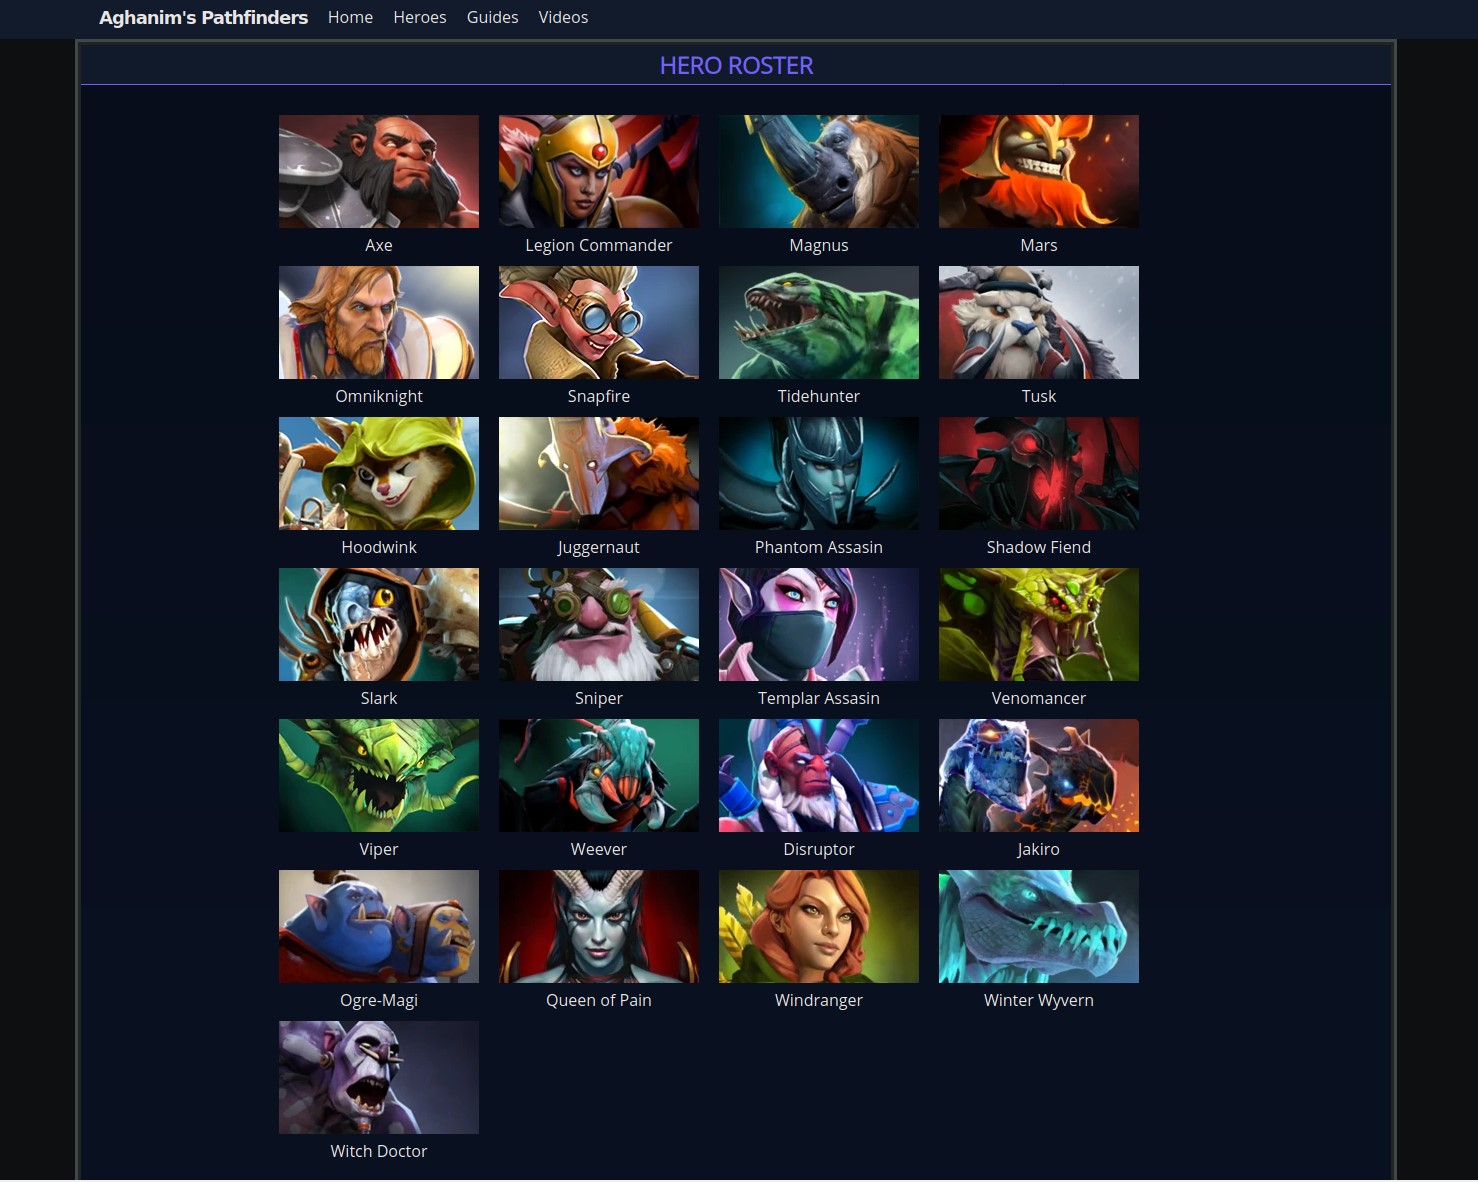 Aghanim's Pathfinders Home Heroes Guides Videos
HERO ROSTER
Axe Legion Commander Magnus Mars
Omniknight Snapfire Tidehunter Tusk
Hoodwink Juggernaut Phantom Assasin Shadow Fiend
Slark Sniper Templar Assasin Venomancer
Viper Weever Disruptor Jakiro
Ogre-Magi Queen of Pain Windranger Winter Wyvern
Witch Doctor